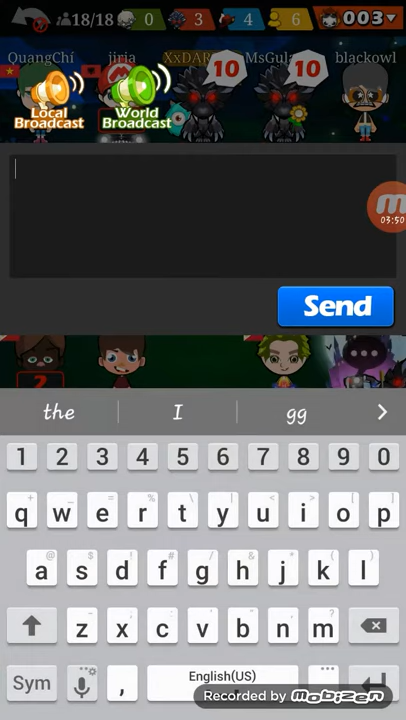 18/18 0 3 4 6 003
QuangChí jiria XxDAR MsGula blackowl
10 10
Local Broadcast
World Broadcast
03:50
Send
2
the I gg >
1 2 3 4 5 6 7 8 9 0
q w e r t y u i o p
a s d f g h j k l
z x c v b n m
Sym , English(US)
Recorded by Mobizen